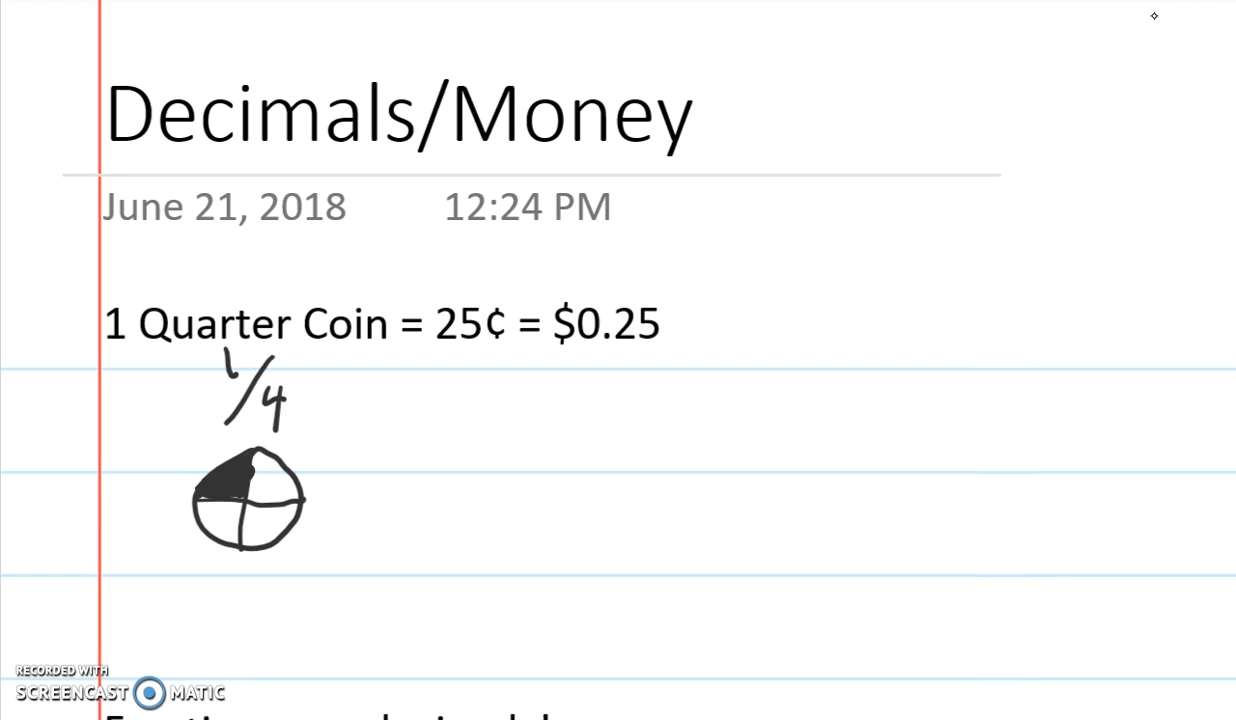 Decimals/Money
June 21, 2018 12:24 PM
1 Quarter Coin = 25¢ = $0.25
1/4
RECORDED WITH
SCREENCAST MATIC